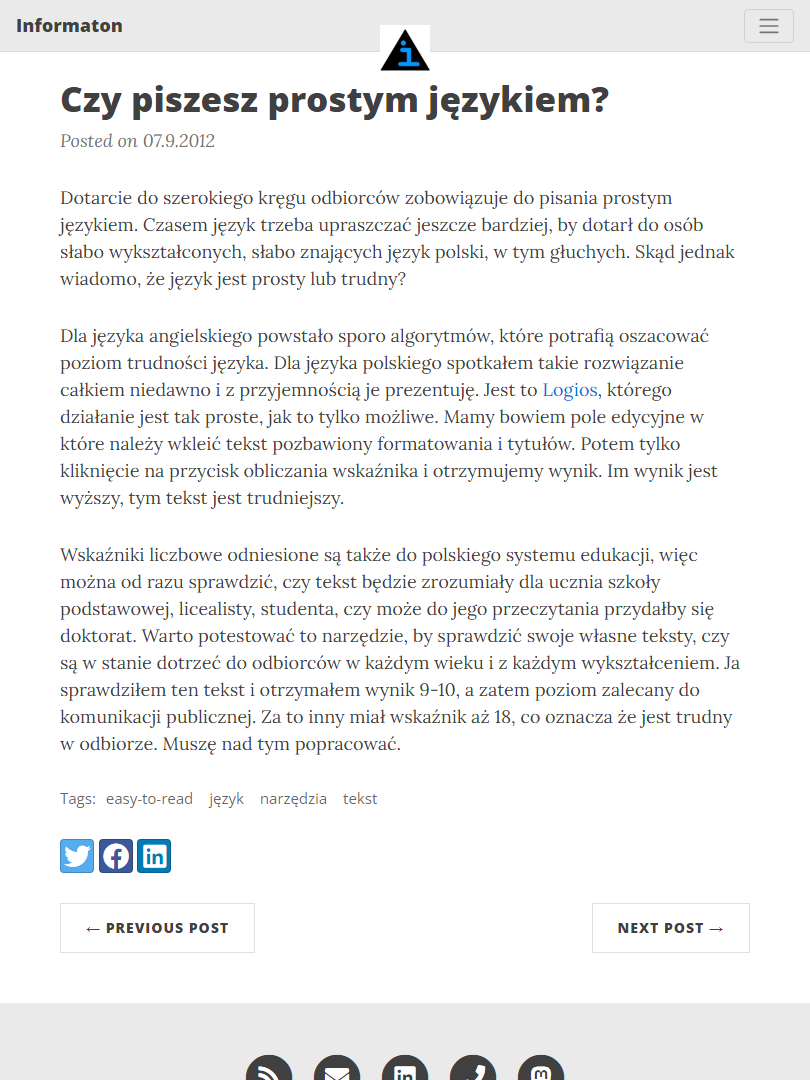 Informaton
i
Czy piszesz prostym językiem?
Posted on 07.9.2012
Dotarcie do szerokiego kręgu odbiorców zobowiązuje do pisania prostym
językiem. Czasem język trzeba upraszczać jeszcze bardziej, by dotarł do osób
słabo wykształconych, słabo znających język polski, w tym głuchych. Skąd jednak
wiadomo, że język jest prosty lub trudny?
Dla języka angielskiego powstało sporo algorytmów, które potrafią oszacować
poziom trudności języka. Dla języka polskiego spotkałem takie rozwiązanie
całkiem niedawno i z przyjemnością je prezentuję. Jest to Logios, którego
działanie jest tak proste, jak to tylko możliwe. Mamy bowiem pole edycyjne w
które należy wkleić tekst pozbawiony formatowania i tytułów. Potem tylko
kliknięcie na przycisk obliczania wskaźnika i otrzymujemy wynik. Im wynik jest
wyższy, tym tekst jest trudniejszy.
Wskaźniki liczbowe odniesione są także do polskiego systemu edukacji, więc
można od razu sprawdzić, czy tekst będzie zrozumiały dla ucznia szkoły
podstawowej, licealisty, studenta, czy może do jego przeczytania przydałby się
doktorat. Warto potestować to narzędzie, by sprawdzić swoje własne teksty, czy
są w stanie dotrzeć do odbiorców w każdym wieku i z każdym wykształceniem. Ja
sprawdziłem ten tekst i otrzymałem wynik 9-10, a zatem poziom zalecany do
komunikacji publicznej. Za to inny miał wskaźnik aż 18, co oznacza że jest trudny
w odbiorze. Muszę nad tym popracować.
Tags: easy-to-read język narzędzia tekst
← PREVIOUS POST
NEXT POST →